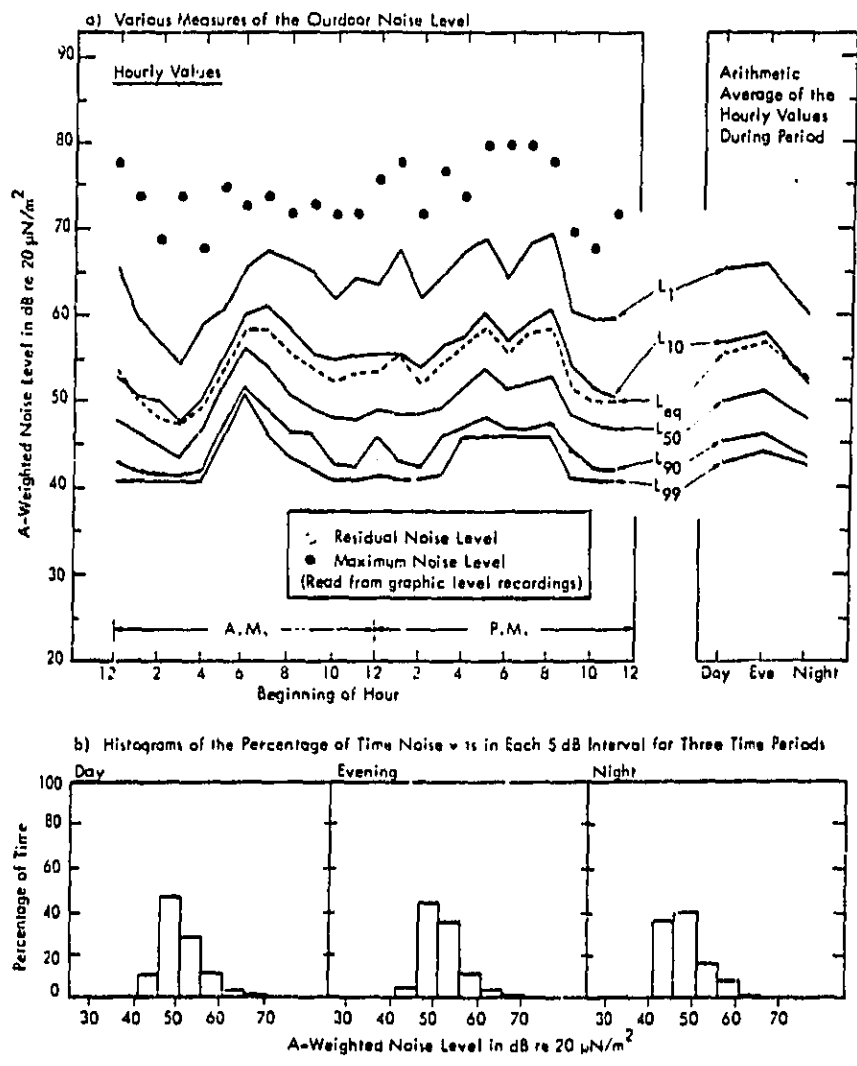 a) Various Measures of the Outdoor Noise Level
Hourly Values
Arithmetic
Average of the
Hourly Values
During Period
A-Weighted Noise Level in dB re 20 µN/m²
90
80
70
60
50
40
30
20
L1
L10
Leq
L50
L90
L99
Residual Noise Level
Maximum Noise Level
(Read from graphic level recordings)
A.M.
P.M.
12 2 4 6 8 10 12 2 4 6 8 10 12
Beginning of Hour
Day Eve Night
b) Histograms of the Percentage of Time Noise in Each 5 dB Interval for Three Time Periods
Day
Evening
Night
Percentage of Time
100
80
60
40
20
0
30 40 50 60 70
30 40 50 60 70
30 40 50 60 70
A-Weighted Noise Level in dB re 20 µN/m²